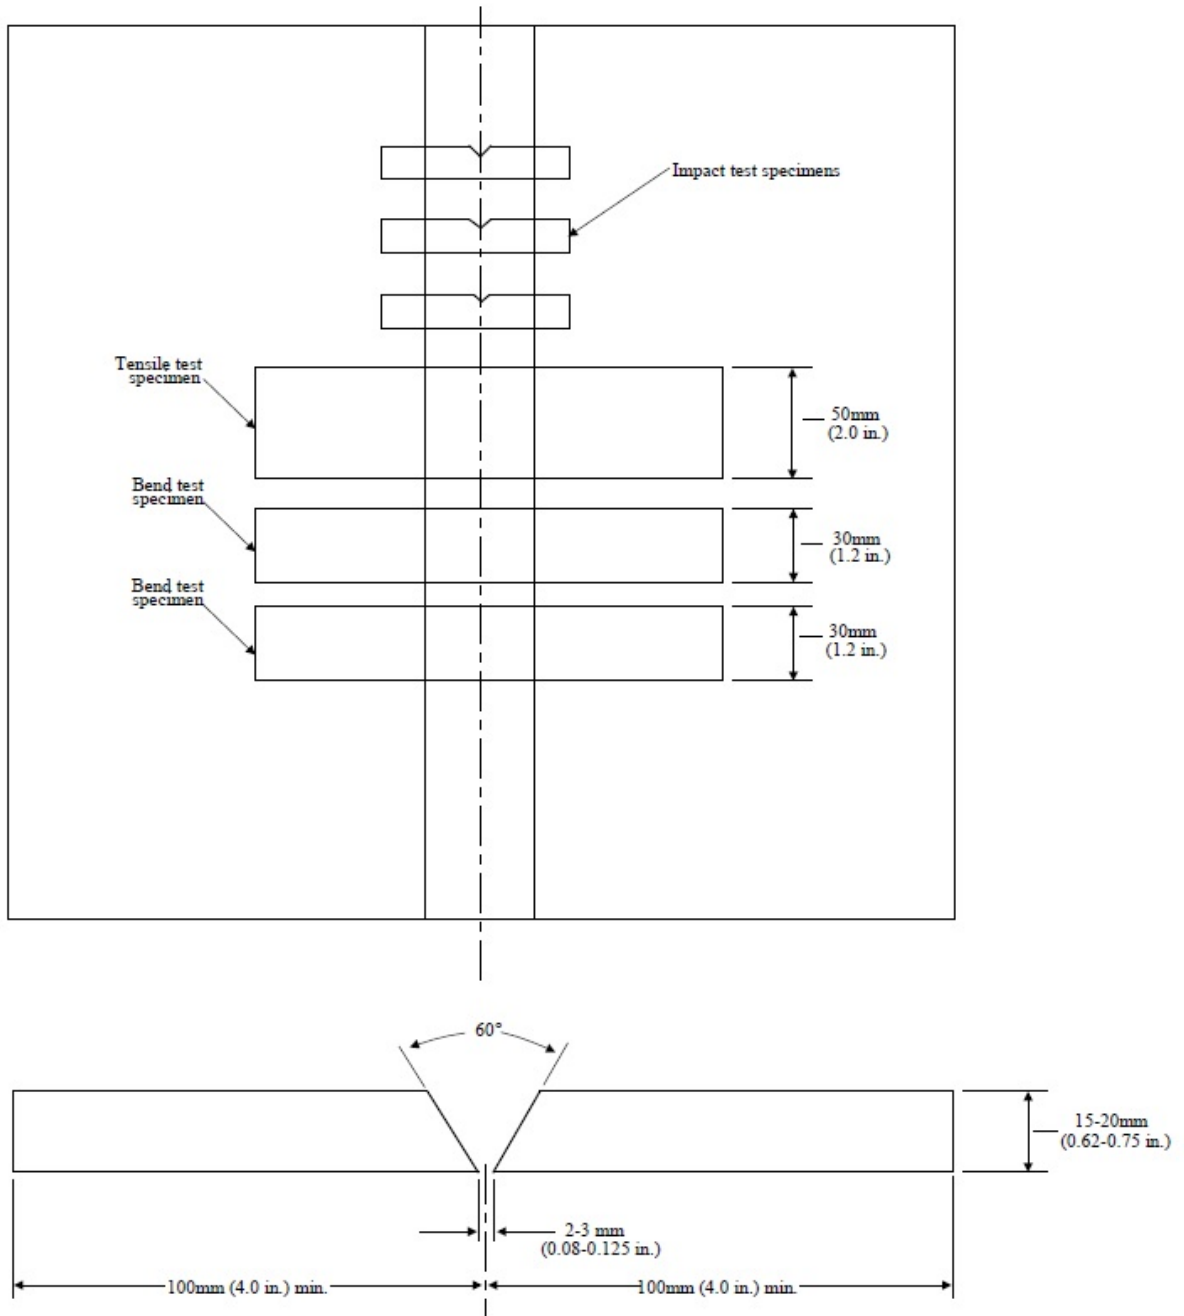 Impact test specimens
Tensile test
specimen
50mm
(2.0 in.)
Bend test
specimen
30mm
(1.2 in.)
Bend test
specimen
30mm
(1.2 in.)
60°
15-20mm
(0.62-0.75 in.)
2-3 mm
(0.08-0.125 in.)
100mm (4.0 in.) min.
100mm (4.0 in.) min.